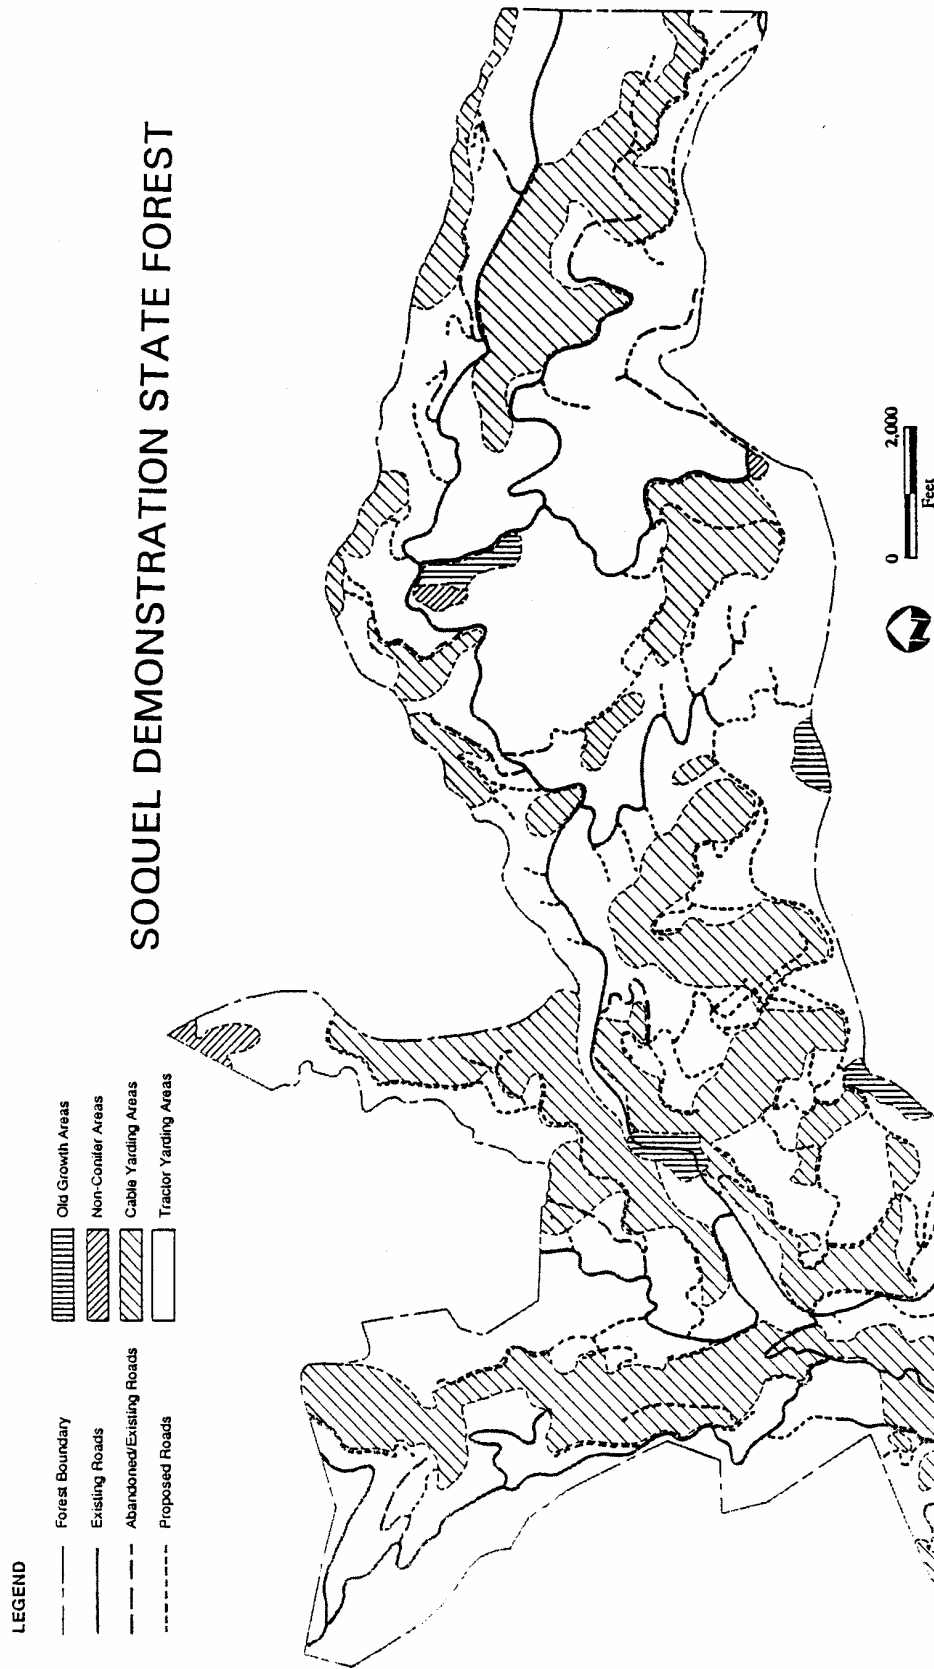 SOQUEL DEMONSTRATION STATE FOREST
LEGEND
Forest Boundary
Existing Roads
Abandoned/Existing Roads
Proposed Roads
Old Growth Areas
Non-Conifer Areas
Cable Yarding Areas
Tractor Yarding Areas
N
0 2,000
Feet